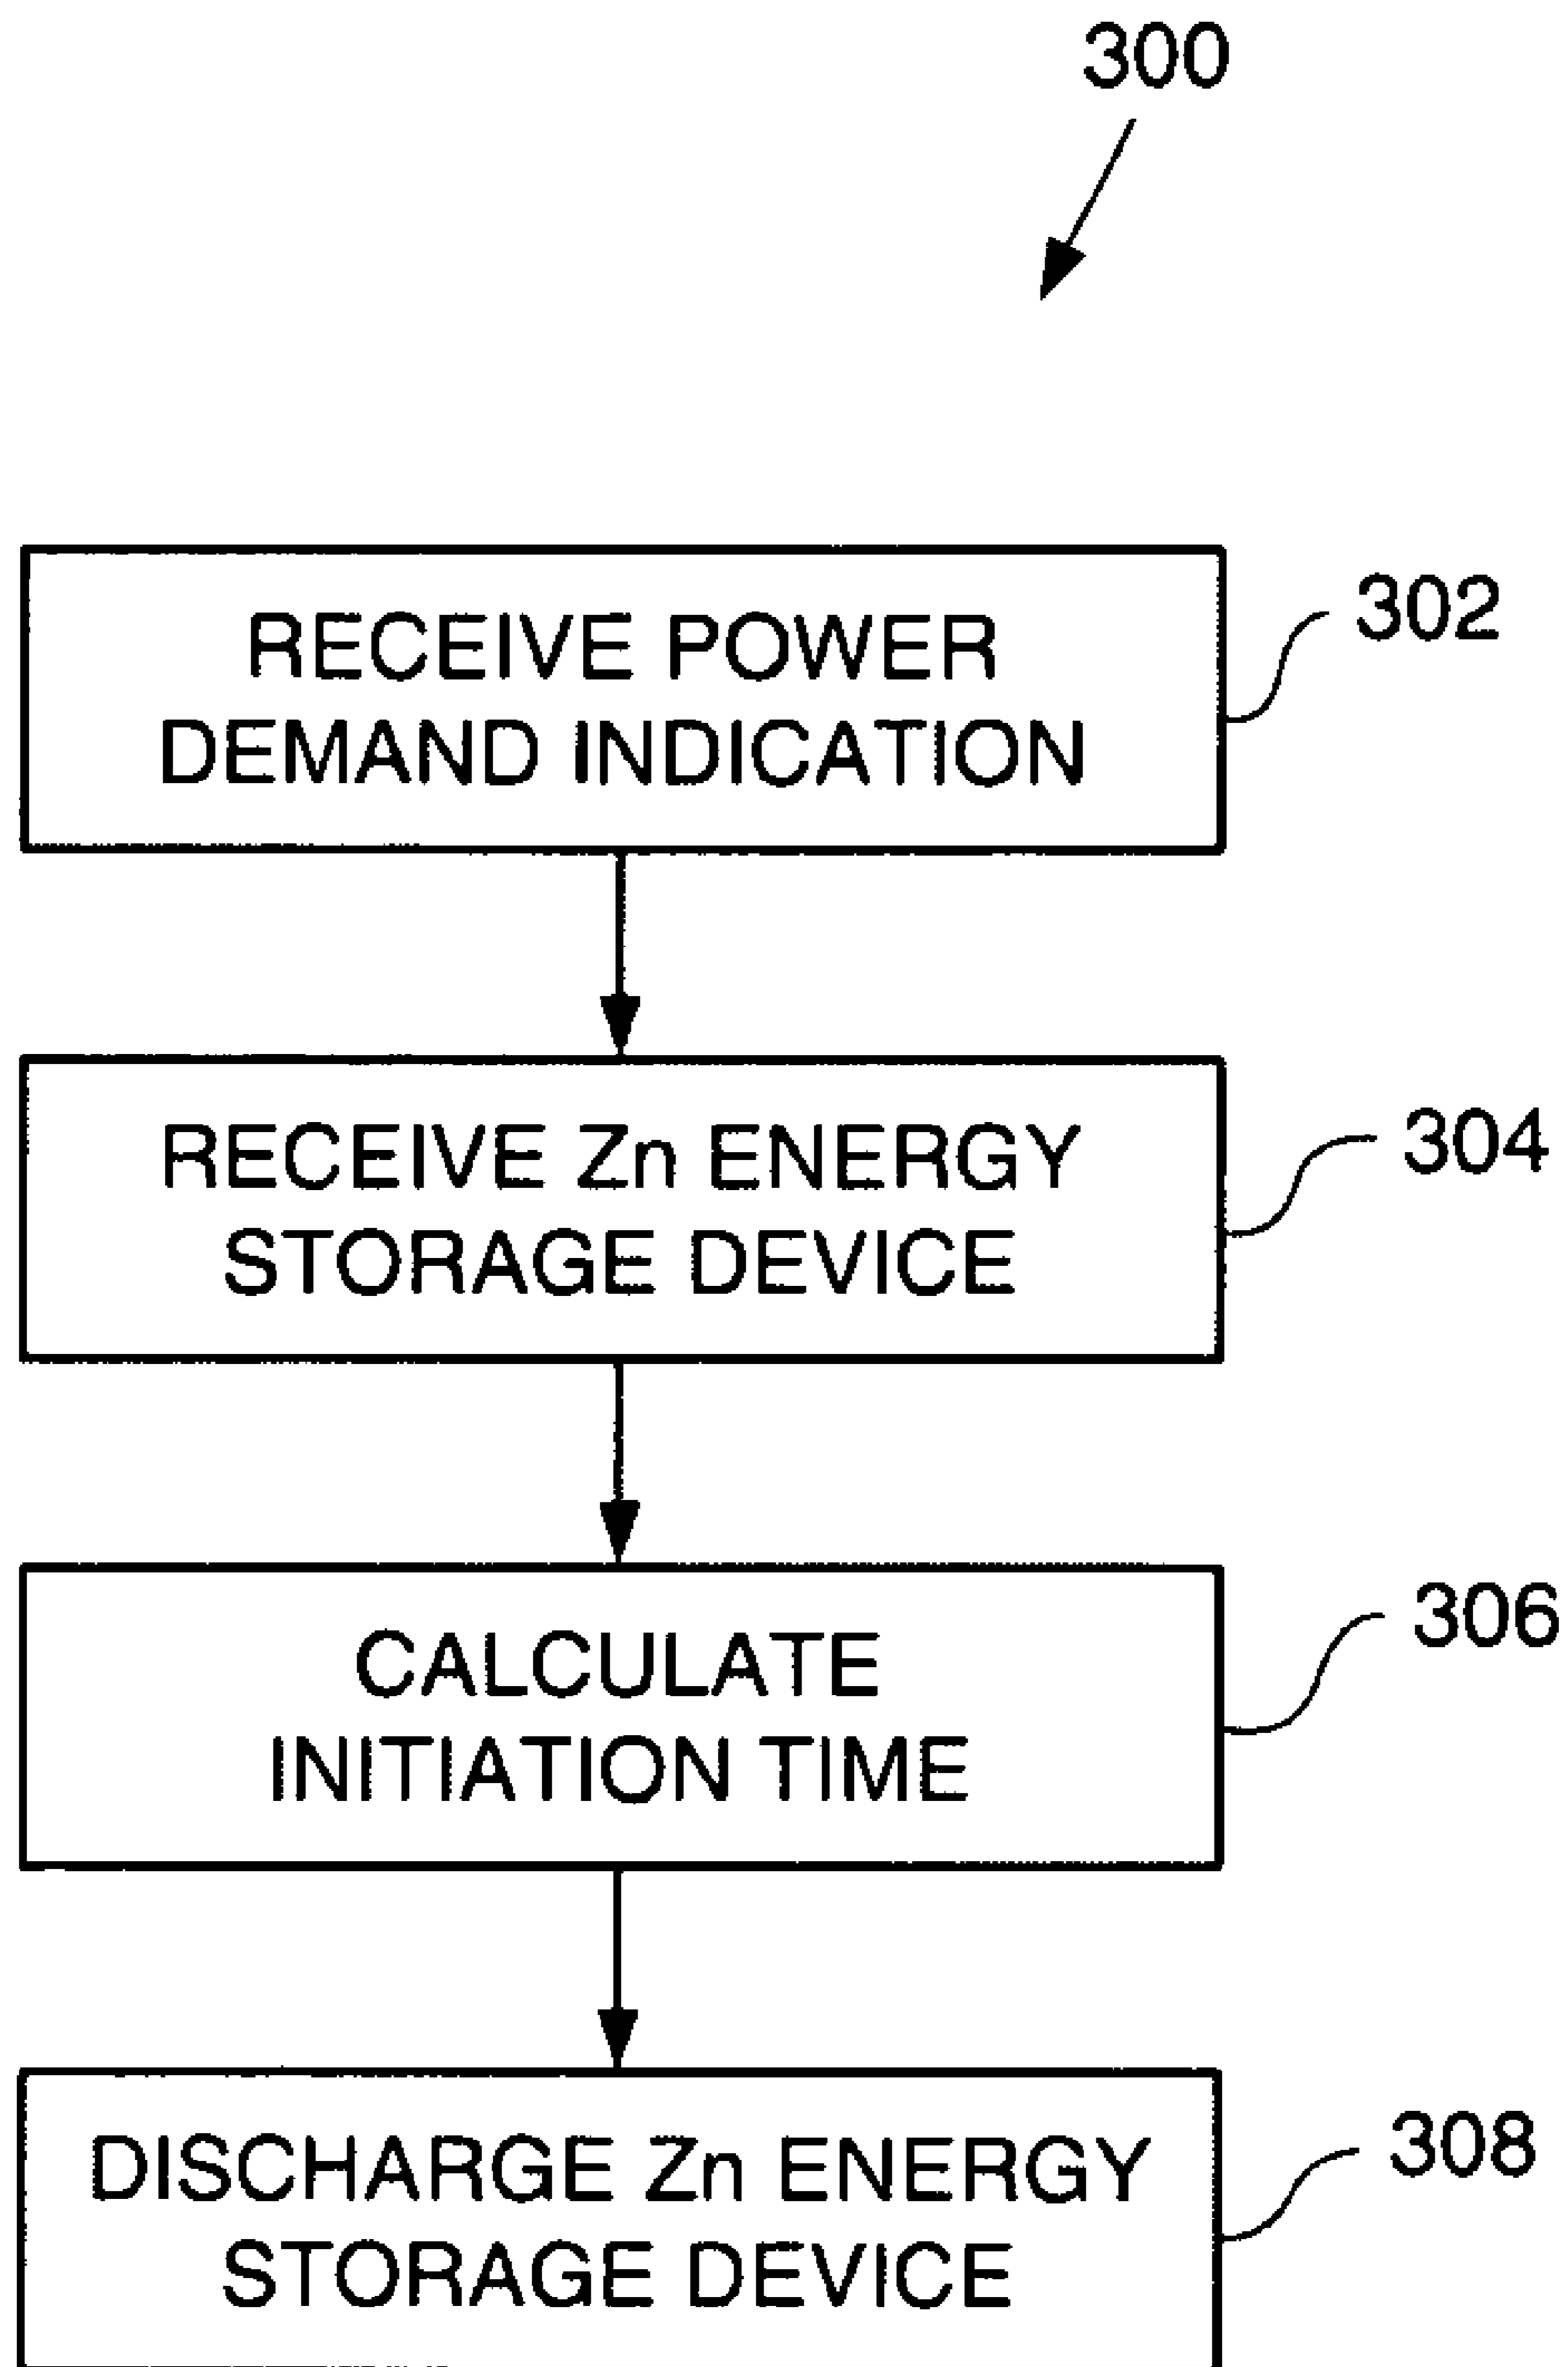 300
RECEIVE POWER
DEMAND INDICATION
302
RECEIVE Zn ENERGY
STORAGE DEVICE
304
CALCULATE
INITIATION TIME
306
DISCHARGE Zn ENERGY
STORAGE DEVICE
308